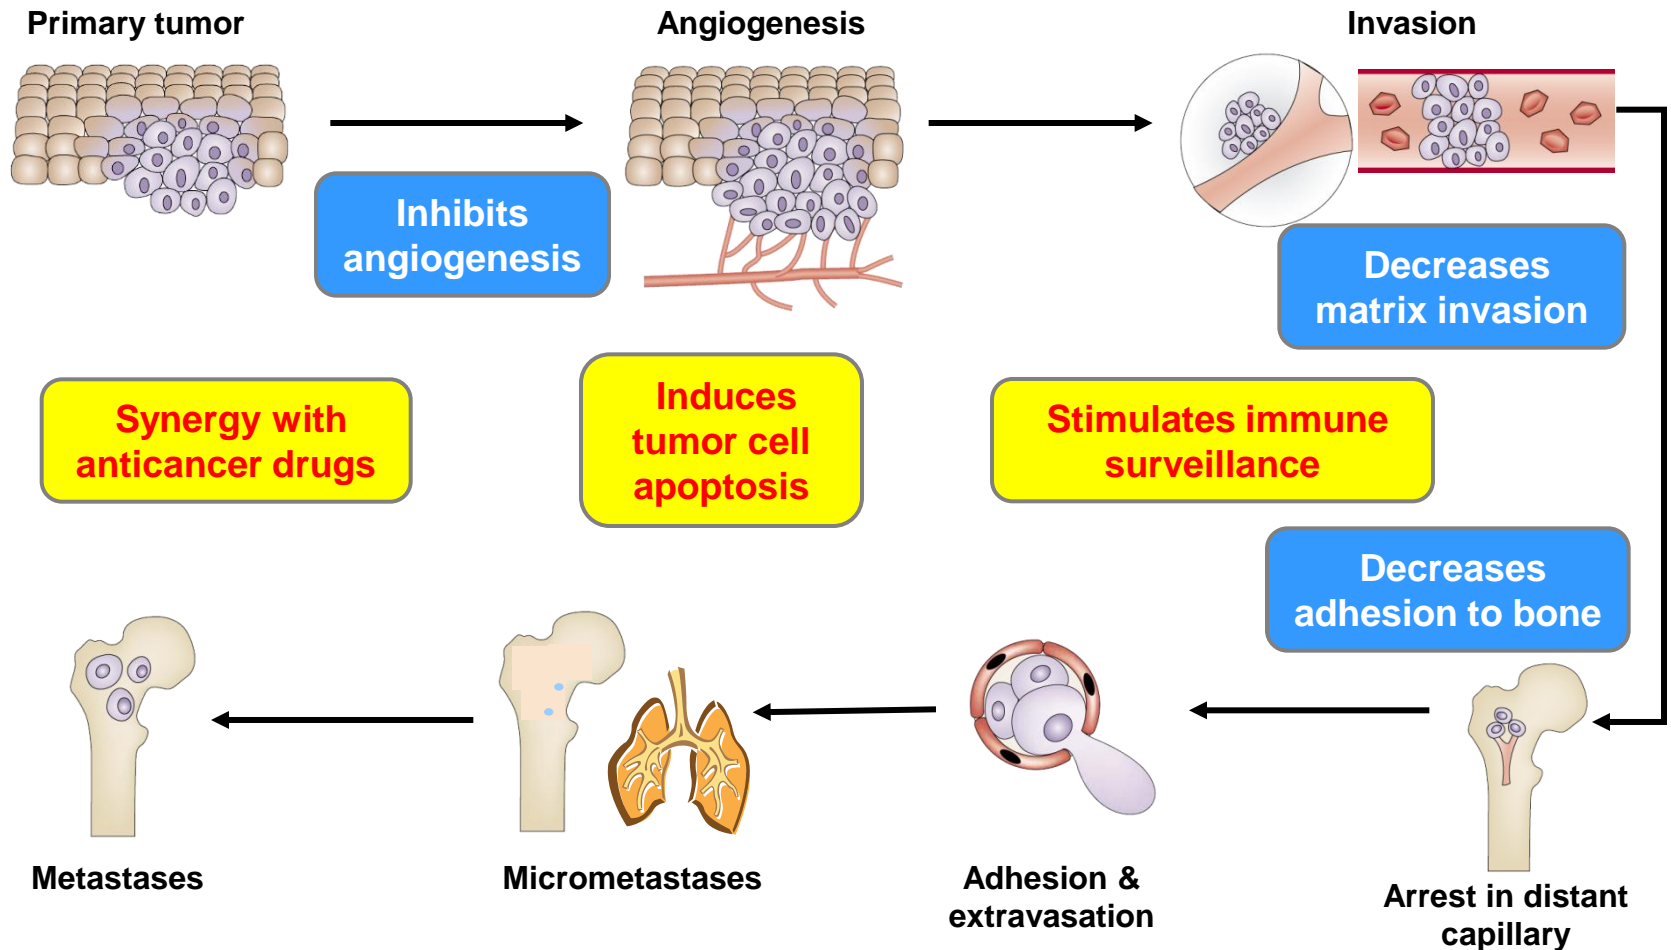 Primary tumor
Angiogenesis
Invasion
Inhibits
angiogenesis
Decreases
matrix invasion
Synergy with
anticancer drugs
Induces
tumor cell
apoptosis
Stimulates immune
surveillance
Decreases
adhesion to bone
Metastases
Micrometastases
Adhesion &
extravasation
Arrest in distant
capillary